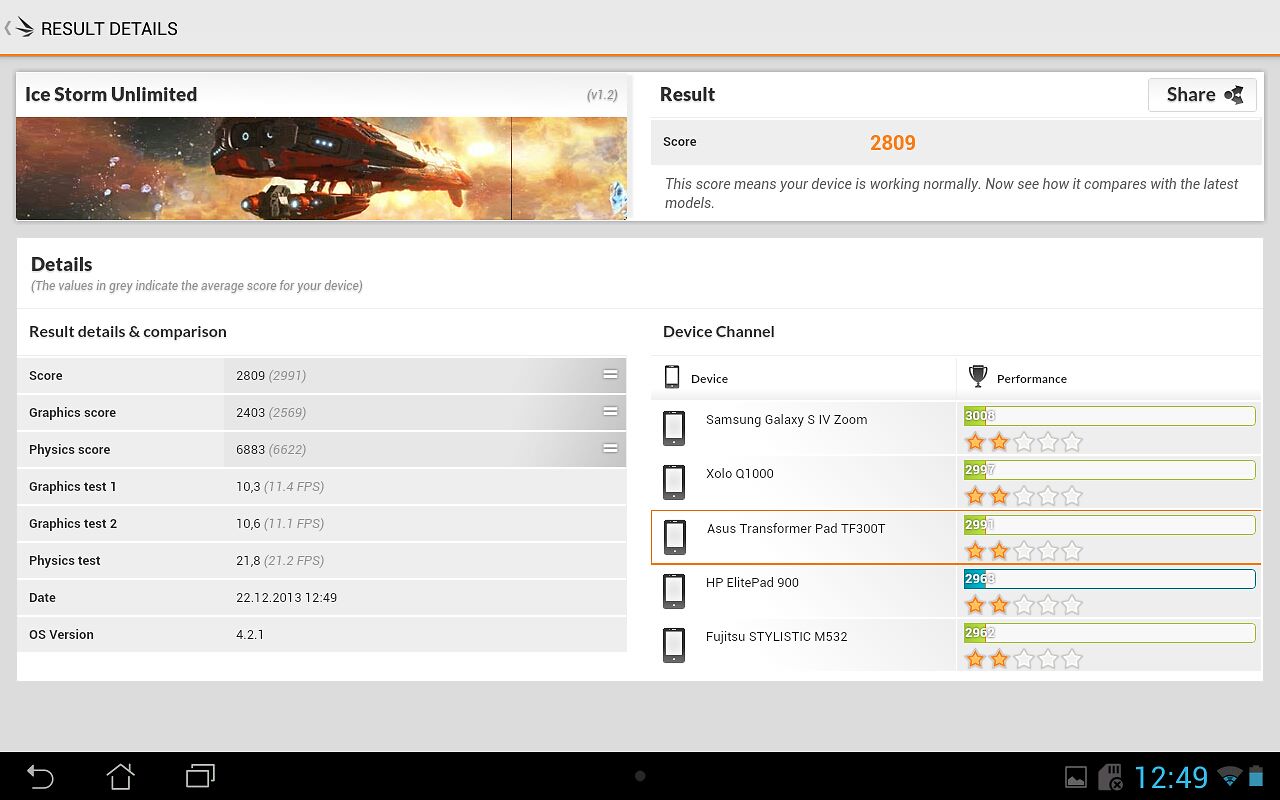 RESULT DETAILS
Ice Storm Unlimited
(v1.2)
Result
Share
Score
2809
This score means your device is working normally. Now see how it compares with the latest
models.
Details
(The values in grey indicate the average score for your device)
Result details & comparison
Score 2809 (2991)
Graphics score 2403 (2569)
Physics score 6883 (6622)
Graphics test 1 10,3 (11.4 FPS)
Graphics test 2 10,6 (11.1 FPS)
Physics test 21,8 (21.2 FPS)
Date 22.12.2013 12:49
OS Version 4.2.1
Device Channel
Device Performance
Samsung Galaxy S IV Zoom 3008
Xolo Q1000 2997
Asus Transformer Pad TF300T 2991
HP ElitePad 900 2963
Fujitsu STYLISTIC M532 2962
12:49